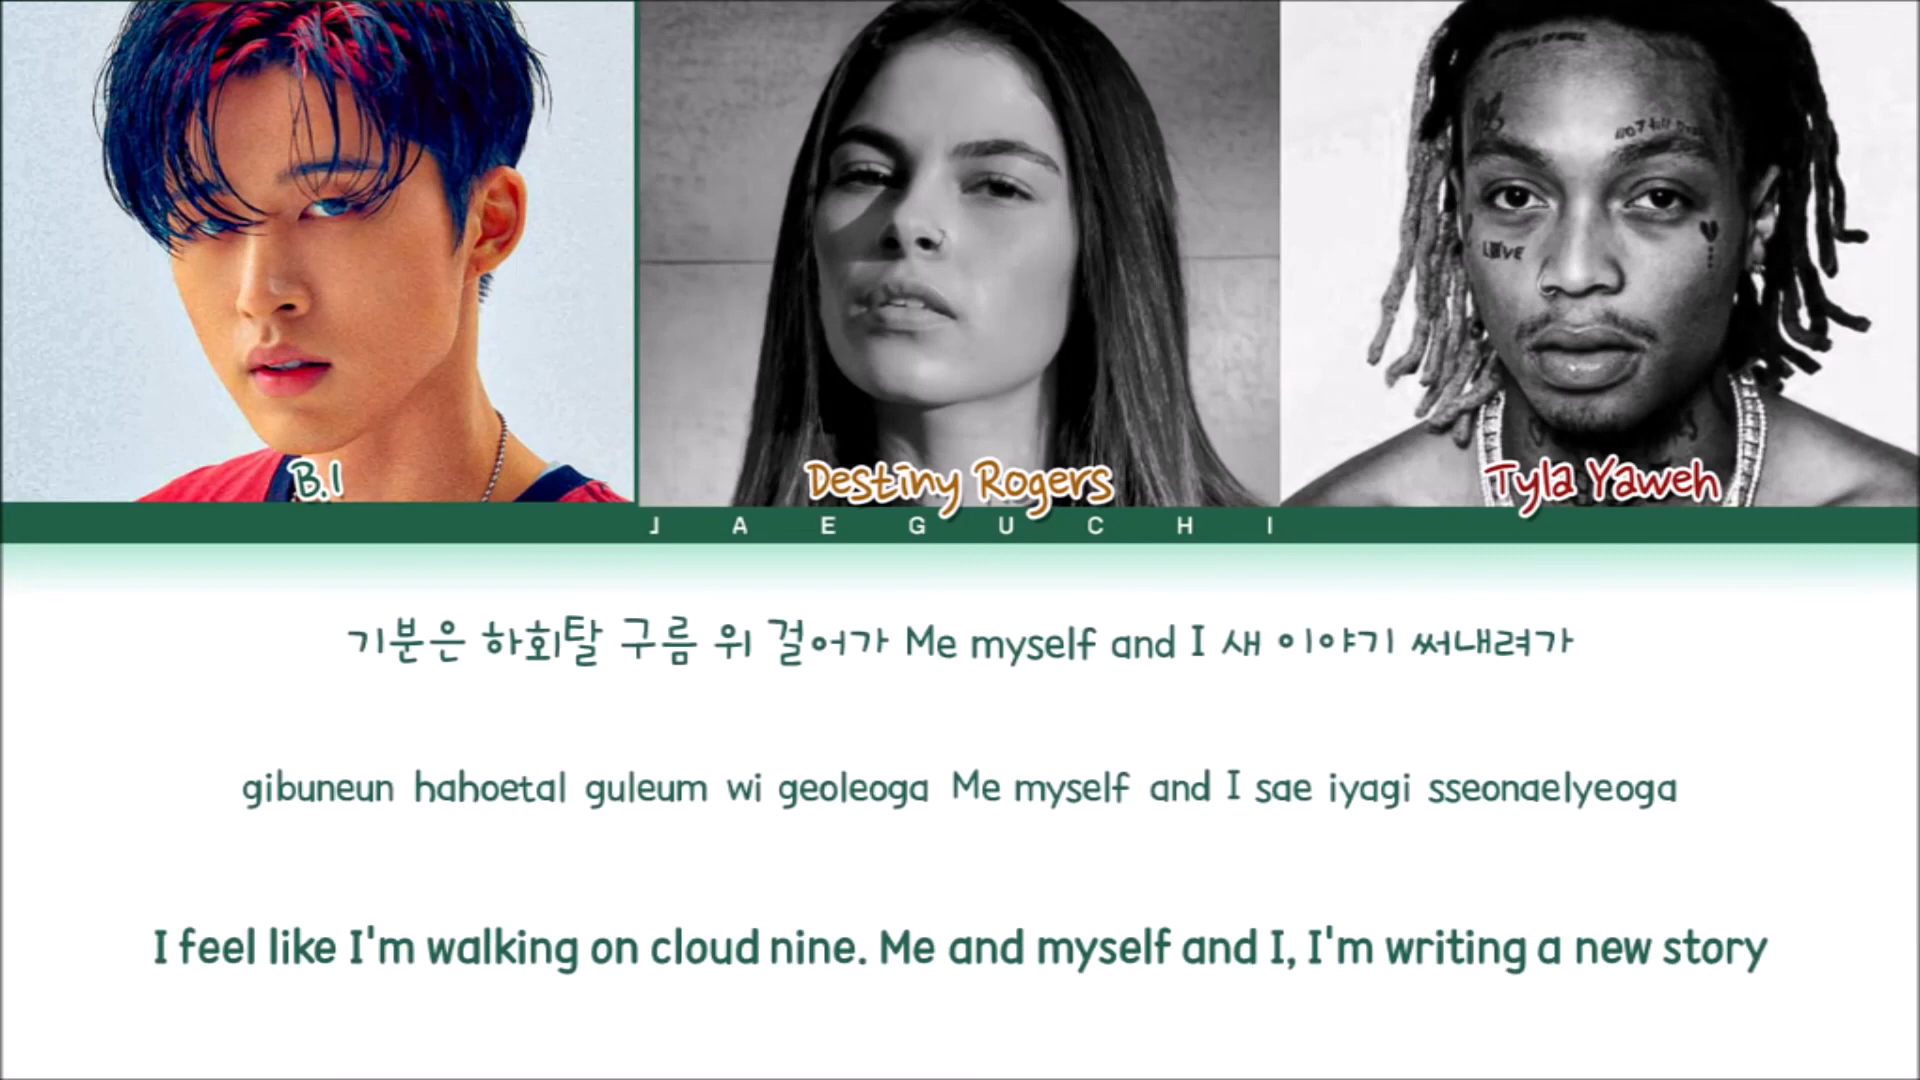 B.I
Destiny Rogers
Tyla Yaweh
JAEGUCHI
기분은 하회탈 구름 위 걸어가 Me myself and I 새 이야기 써내려가
gibuneun hahoetal guleum wi geoleoga Me myself and I sae iyagi sseonaelyeoga
I feel like I'm walking on cloud nine. Me and myself and I, I'm writing a new story
LOVE